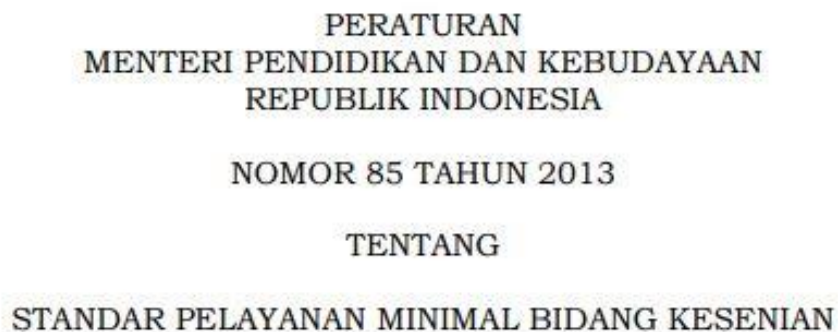 PERATURAN
MENTERI PENDIDIKAN DAN KEBUDAYAAN
REPUBLIK INDONESIA
NOMOR 85 TAHUN 2013
TENTANG
STANDAR PELAYANAN MINIMAL BIDANG KESENIAN